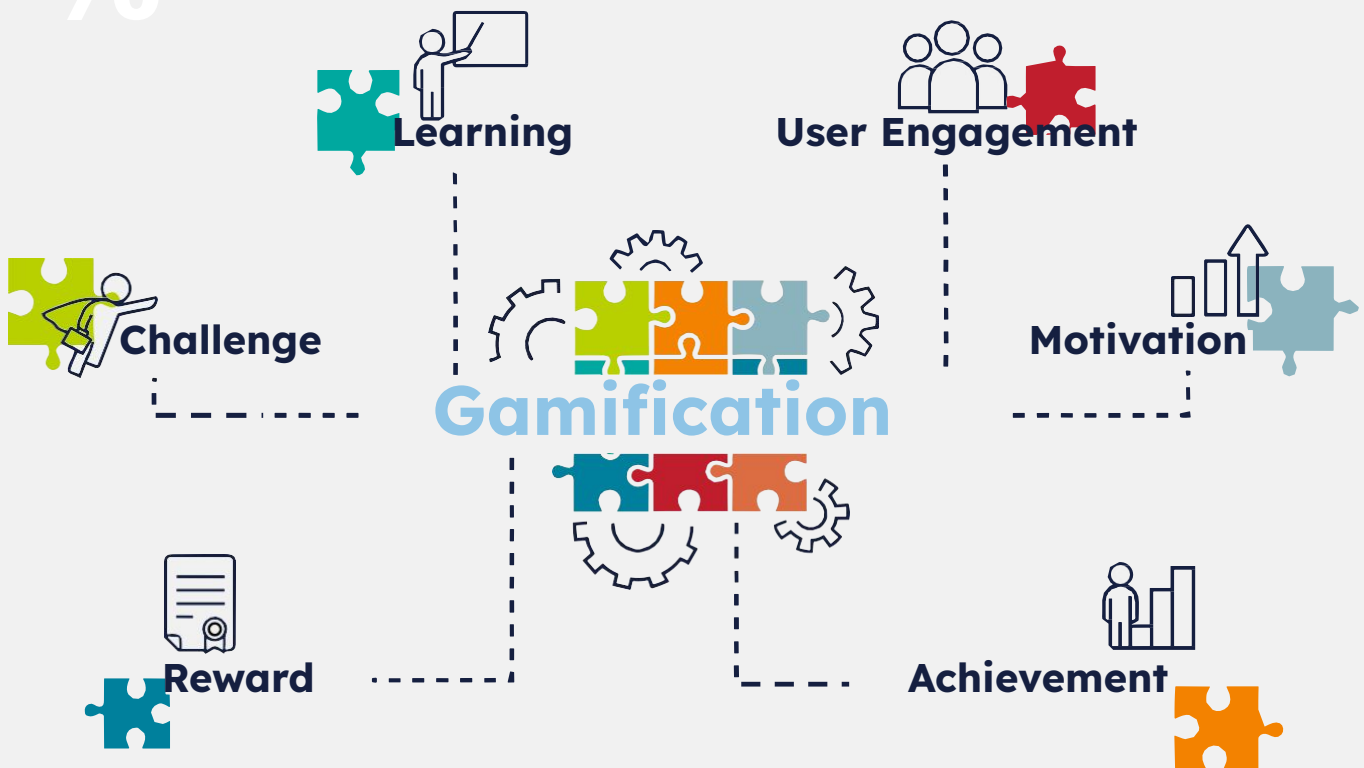 Learning
User Engagement
Challenge
Motivation
Gamification
Reward
Achievement